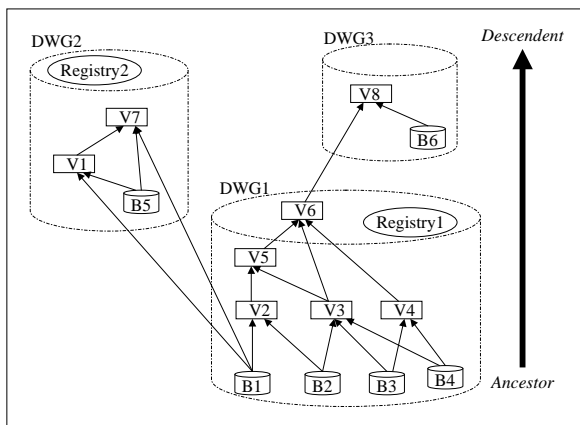 DWG2
DWG3
Descendent
Registry2
V7
V8
V1
B6
B5
DWG1
V6
Registry1
V5
V2
V3
V4
B1
B2
B3
B4
Ancestor